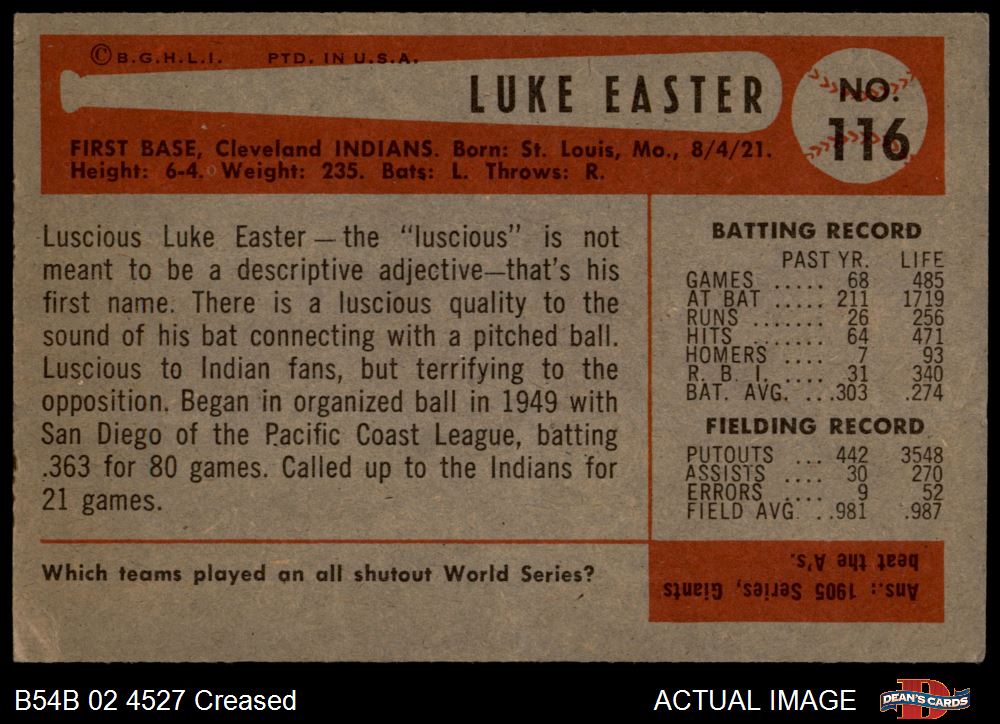 ©B.G.H.L.I. PTD. IN U.S.A.
LUKE EASTER
NO.
116
FIRST BASE, Cleveland INDIANS. Born: St. Louis, Mo., 8/4/21.
Height: 6-4. Weight: 235. Bats: L. Throws: R.
Luscious Luke Easter—the "luscious" is not
meant to be a descriptive adjective—that's his
first name. There is a luscious quality to the
sound of his bat connecting with a pitched ball.
Luscious to Indian fans, but terrifying to the
opposition. Began in organized ball in 1949 with
San Diego of the Pacific Coast League, batting
.363 for 80 games. Called up to the Indians for
21 games.
BATTING RECORD
PAST YR. LIFE
GAMES ..... 68 485
AT BAT ..... 211 1719
RUNS ....... 26 256
HITS ....... 64 471
HOMERS .... 7 93
R. B. I. .... 31 340
BAT. AVG. ...303 .274
FIELDING RECORD
PUTOUTS ... 442 3548
ASSISTS .... 30 270
ERRORS .... 9 52
FIELD AVG. ..981 .987
Which teams played an all shutout World Series?
Ans.: 1905 Series, Giants
beat the A's.
B54B 02 4527 Creased
ACTUAL IMAGE
DEAN'S CARDS